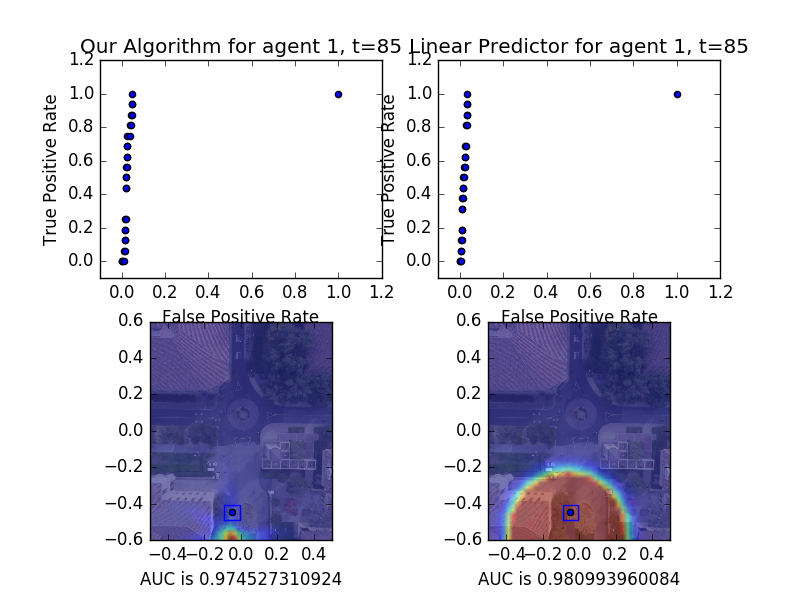 Our Algorithm for agent 1, t=85
Linear Predictor for agent 1, t=85
1.2
1.0
0.8
0.6
0.4
0.2
0.0
True Positive Rate
0.0 0.2 0.4 0.6 0.8 1.0 1.2
False Positive Rate
1.2
1.0
0.8
0.6
0.4
0.2
0.0
True Positive Rate
0.0 0.2 0.4 0.6 0.8 1.0 1.2
False Positive Rate
0.6
0.4
0.2
0.0
−0.2
−0.4
−0.6
−0.4 −0.2 0.0 0.2 0.4
AUC is 0.974527310924
0.6
0.4
0.2
0.0
−0.2
−0.4
−0.6
−0.4 −0.2 0.0 0.2 0.4
AUC is 0.980993960084